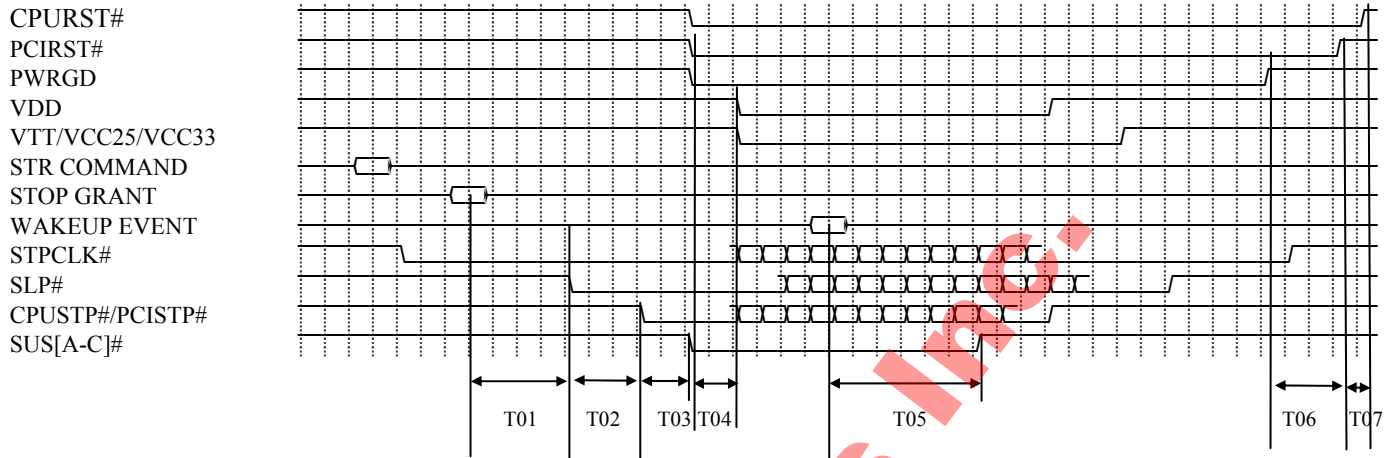 CPURST#
PCIRST#
PWRGD
VDD
VTT/VCC25/VCC33
STR COMMAND
STOP GRANT
WAKEUP EVENT
STPCLK#
SLP#
CPUSTP#/PCISTP#
SUS[A-C]#
T01 T02 T03 T04 T05 T06 T07
Inc.